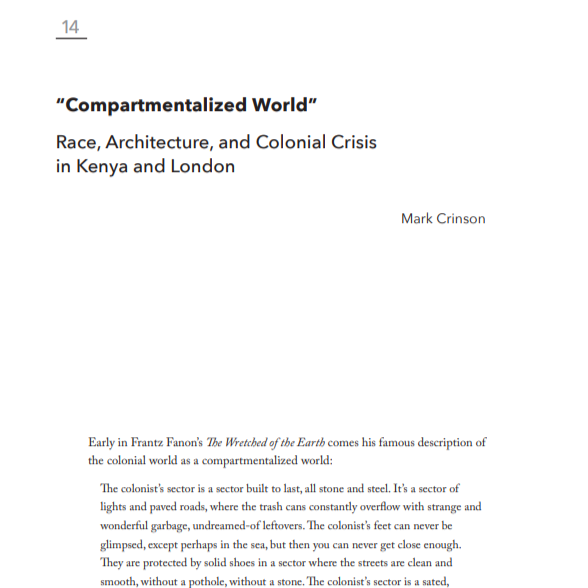 14
“Compartmentalized World”
Race, Architecture, and Colonial Crisis
in Kenya and London
Mark Crinson
Early in Frantz Fanon’s The Wretched of the Earth comes his famous description of
the colonial world as a compartmentalized world:
The colonist’s sector is a sector built to last, all stone and steel. It’s a sector of
lights and paved roads, where the trash cans constantly overflow with strange and
wonderful garbage, undreamed-of leftovers. The colonist’s feet can never be
glimpsed, except perhaps in the sea, but then you can never get close enough.
They are protected by solid shoes in a sector where the streets are clean and
smooth, without a pothole, without a stone. The colonist’s sector is a sated,